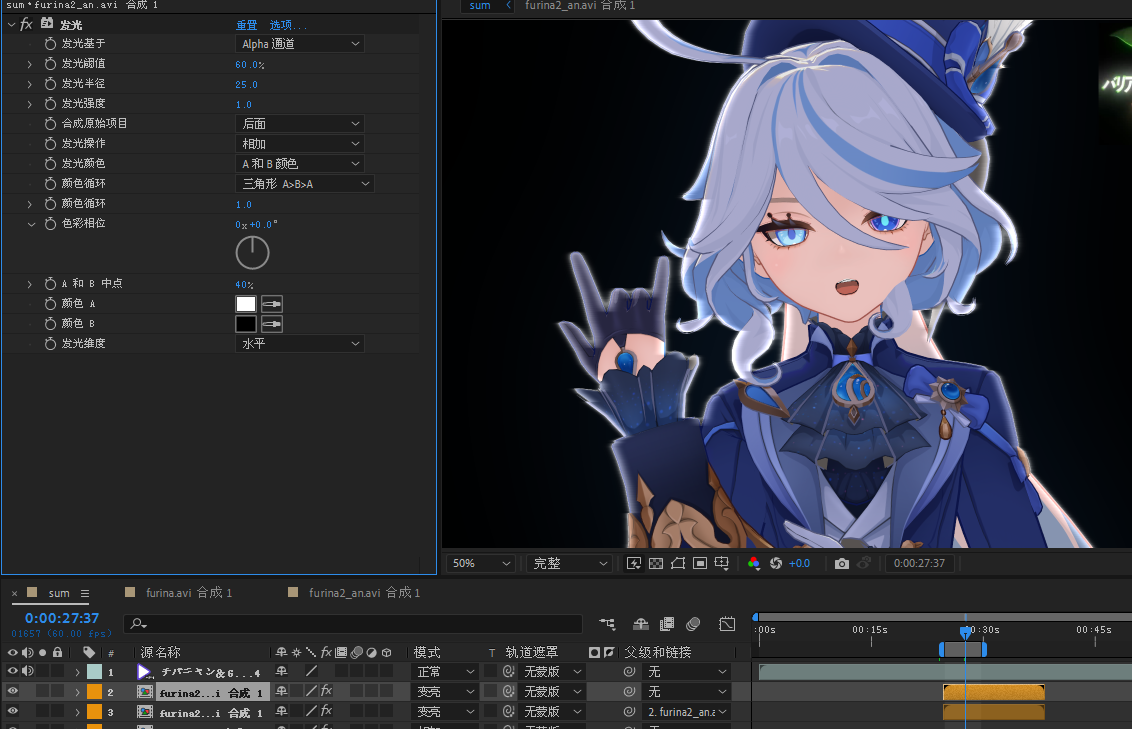 sum・furina2_an.avi 合成 1
fx 发光 重置 选项...
发光基于 Alpha 通道
发光阈值 60.0%
发光半径 25.0
发光强度 1.0
合成原始项目 后面
发光操作 相加
发光颜色 A 和 B 颜色
颜色循环 三角形 A>B>A
颜色循环 1.0
色彩相位 0x+0.0°
A 和 B 中点 40%
颜色 A
颜色 B
发光维度 水平
sum furina2_an.avi 合成 1
バリア
50% 完整 +0.0 0:00:27:37
× sum furina.avi 合成 1 furina2_an.avi 合成 1
0:00:27:37
01657 (60.00 fps)
:00s 00:15s 00:30s 00:45s
# 源名称 fx 模式 T 轨道遮罩 父级和链接
1 正常 无蒙版 无
2 furina2...i 合成 1 fx 变亮 无蒙版 无
3 furina2...i 合成 1 fx 变亮 无蒙版 2. furina2_an.a